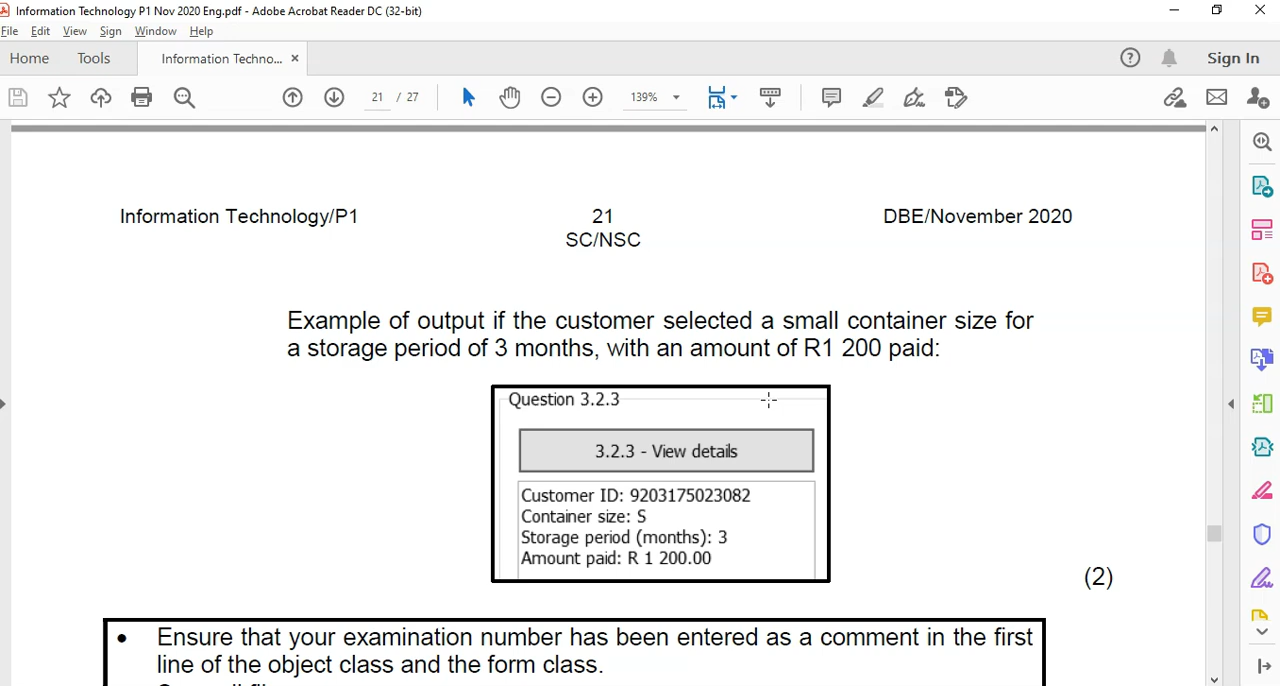 Information Technology P1 Nov 2020 Eng.pdf - Adobe Acrobat Reader DC (32-bit)
File Edit View Sign Window Help
Home Tools Information Techno... × Sign In
21 / 27 139%
Information Technology/P1 21 DBE/November 2020
SC/NSC
Example of output if the customer selected a small container size for
a storage period of 3 months, with an amount of R1 200 paid:
Question 3.2.3
3.2.3 - View details
Customer ID: 9203175023082
Container size: S
Storage period (months): 3
Amount paid: R 1 200.00
(2)
• Ensure that your examination number has been entered as a comment in the first
line of the object class and the form class.